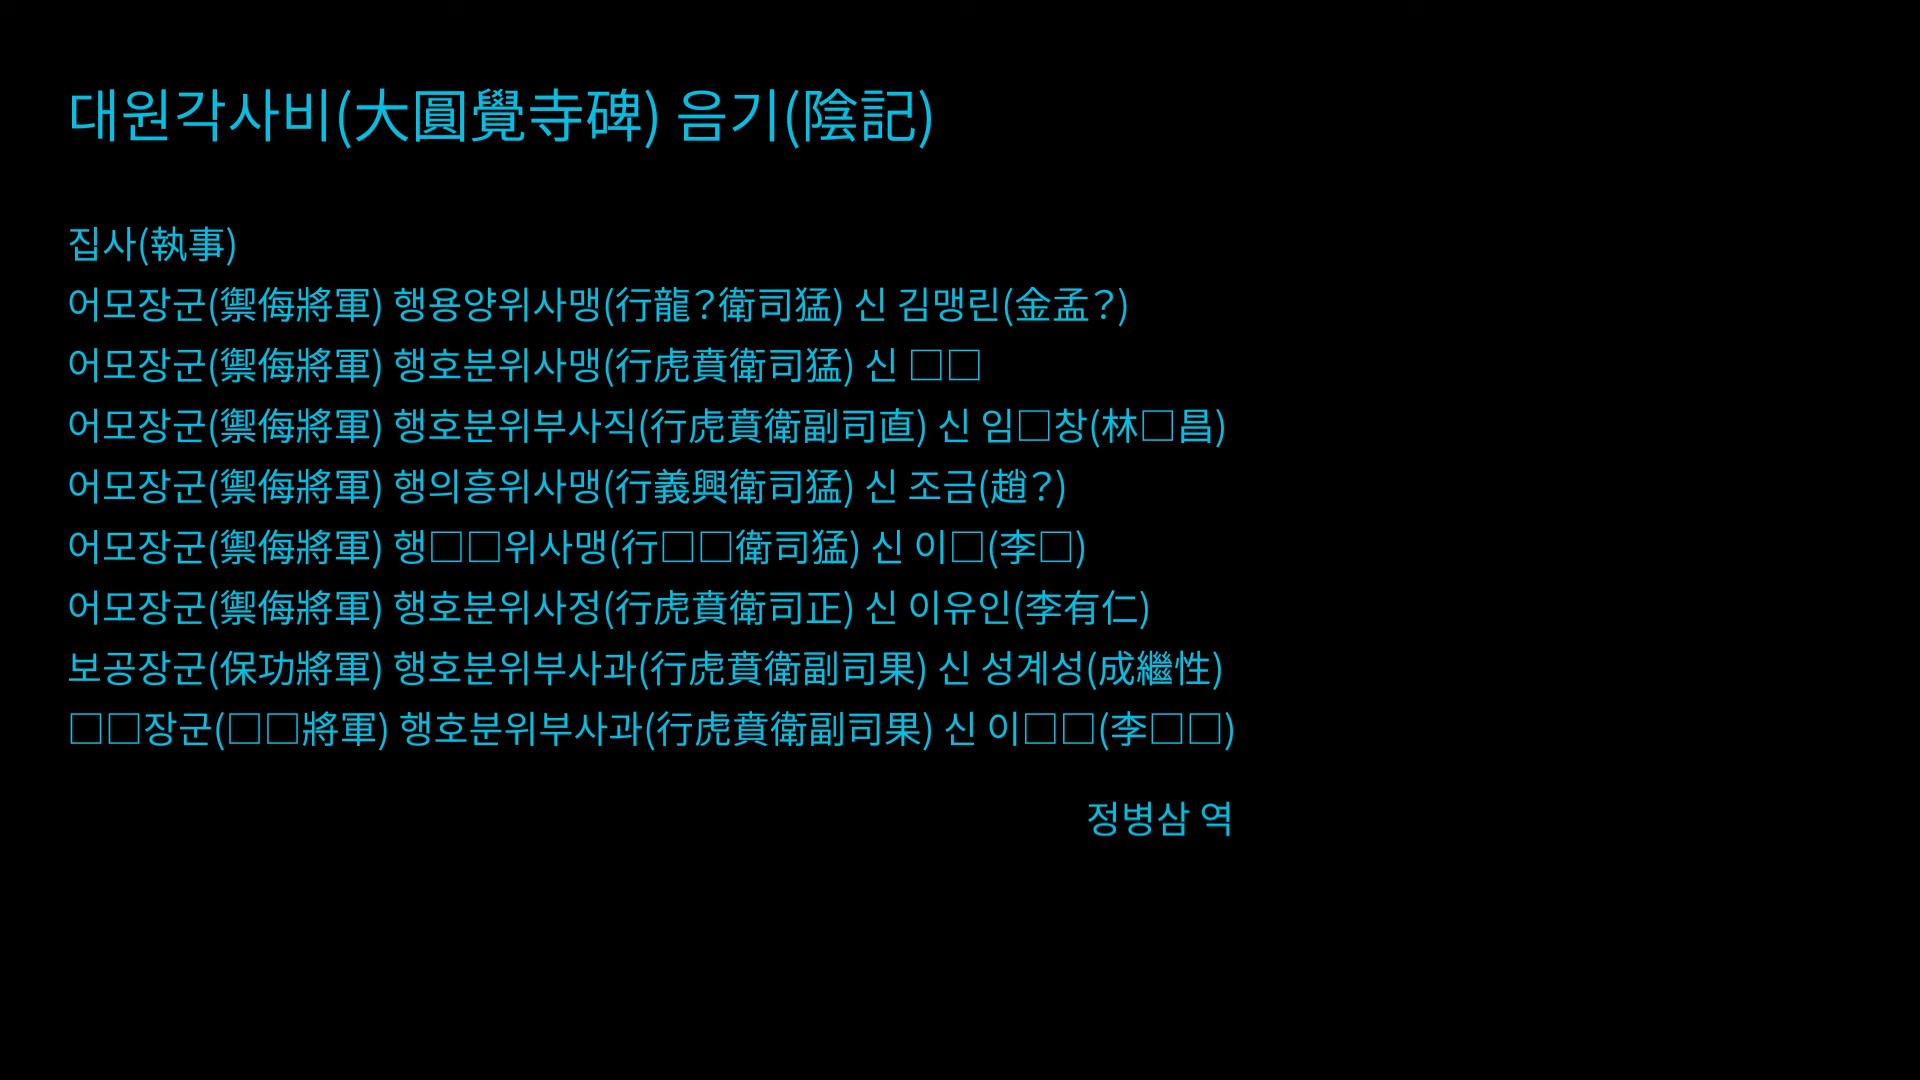 대원각사비(大圓覺寺碑) 음기(陰記)
집사(執事)
어모장군(禦侮將軍) 행용양위사맹(行龍?衛司猛) 신 김맹린(金孟?)
어모장군(禦侮將軍) 행호분위사맹(行虎賁衛司猛) 신 □□
어모장군(禦侮將軍) 행호분위부사직(行虎賁衛副司直) 신 임□창(林□昌)
어모장군(禦侮將軍) 행의흥위사맹(行義興衛司猛) 신 조금(趙?)
어모장군(禦侮將軍) 행□□위사맹(行□□衛司猛) 신 이□(李□)
어모장군(禦侮將軍) 행호분위사정(行虎賁衛司正) 신 이유인(李有仁)
보공장군(保功將軍) 행호분위부사과(行虎賁衛副司果) 신 성계성(成繼性)
□□장군(□□將軍) 행호분위부사과(行虎賁衛副司果) 신 이□□(李□□)
정병삼 역